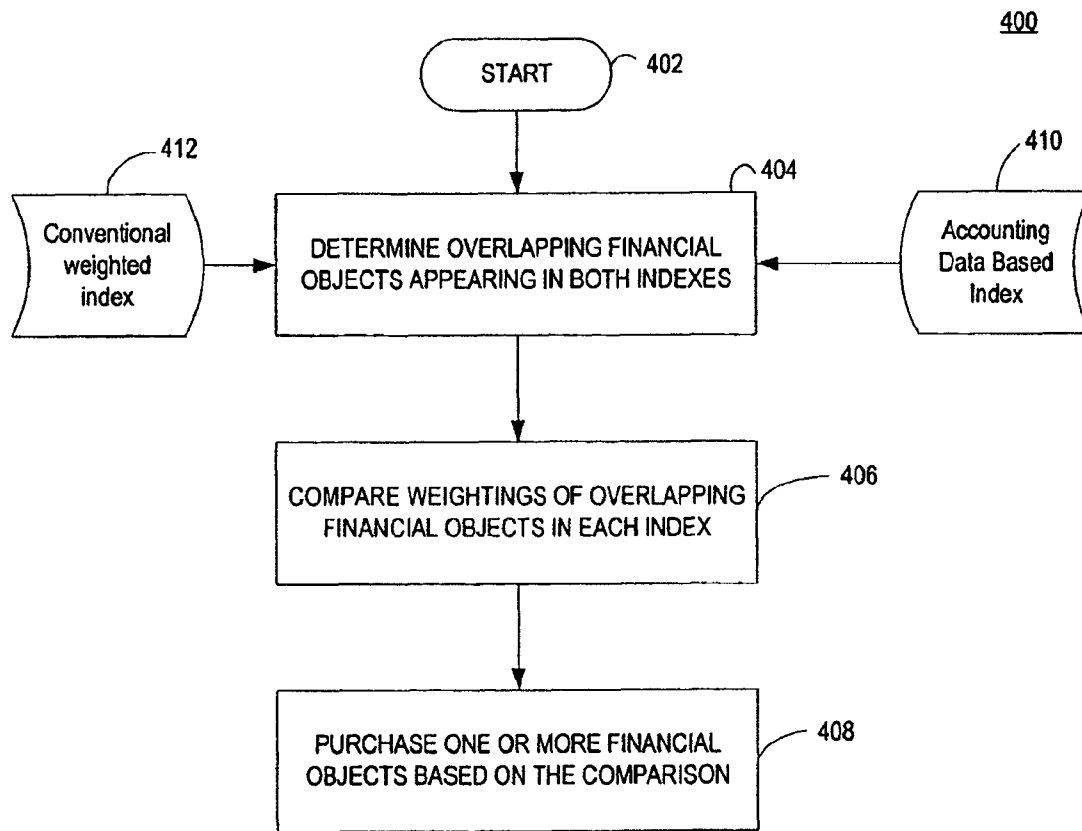 400
START
402
412
410
404
Conventional
weighted
index
DETERMINE OVERLAPPING FINANCIAL
OBJECTS APPEARING IN BOTH INDEXES
Accounting
Data Based
Index
COMPARE WEIGHTINGS OF OVERLAPPING
FINANCIAL OBJECTS IN EACH INDEX
406
PURCHASE ONE OR MORE FINANCIAL
OBJECTS BASED ON THE COMPARISON
408